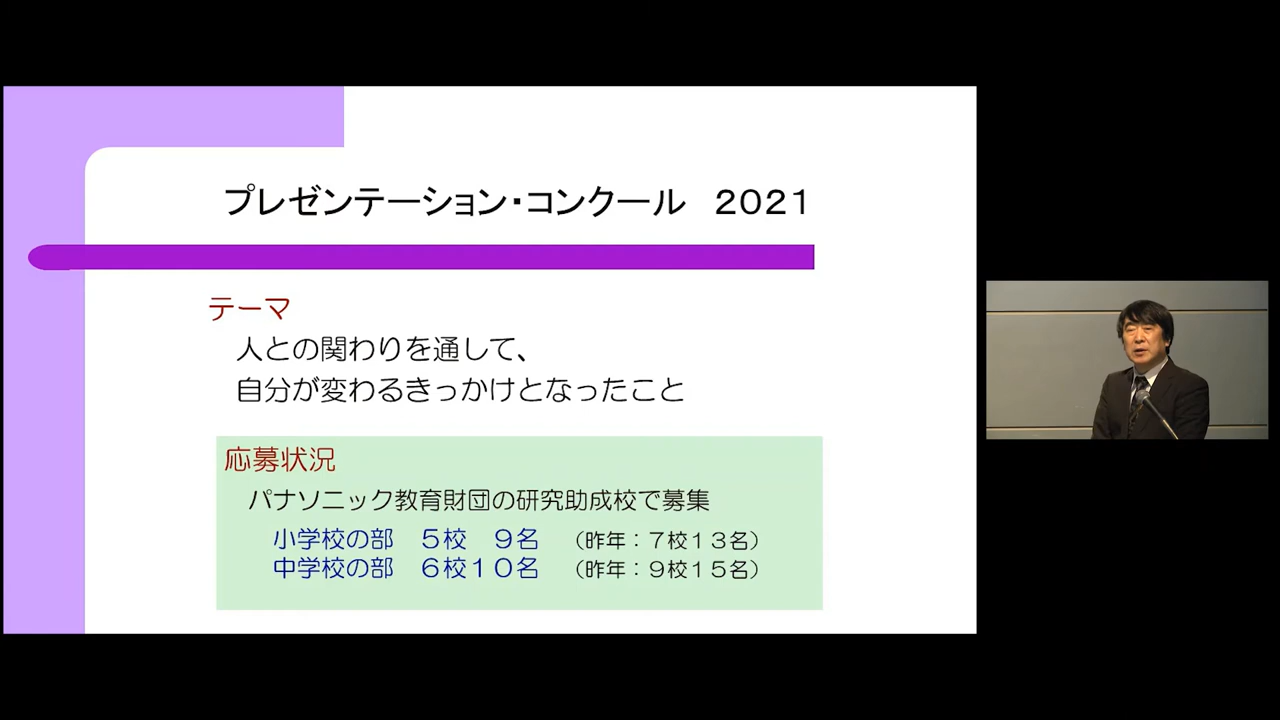 プレゼンテーション・コンクール　２０２１
テーマ
人との関わりを通して、
自分が変わるきっかけとなったこと
応募状況
パナソニック教育財団の研究助成校で募集
小学校の部　５校　９名　（昨年：７校１３名）
中学校の部　６校１０名　（昨年：９校１５名）